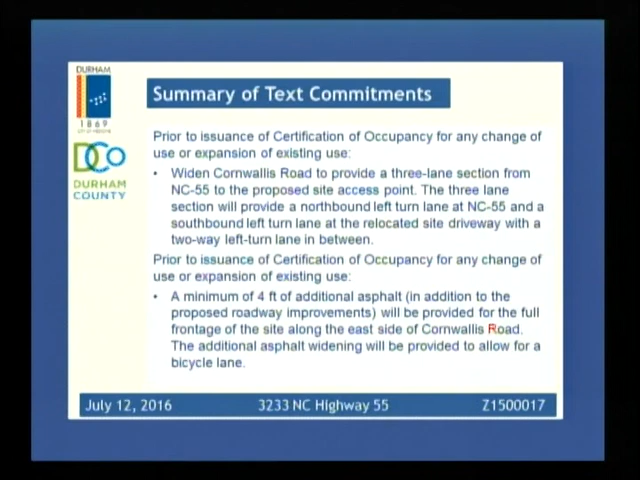 DURHAM
1869
CITY OF MEDICINE
DCO
DURHAM
COUNTY
Summary of Text Commitments
Prior to issuance of Certification of Occupancy for any change of
use or expansion of existing use:
• Widen Cornwallis Road to provide a three-lane section from
NC-55 to the proposed site access point. The three lane
section will provide a northbound left turn lane at NC-55 and a
southbound left turn lane at the relocated site driveway with a
two-way left-turn lane in between.
Prior to issuance of Certification of Occupancy for any change of
use or expansion of existing use:
• A minimum of 4 ft of additional asphalt (in addition to the
proposed roadway improvements) will be provided for the full
frontage of the site along the east side of Cornwallis Road.
The additional asphalt widening will be provided to allow for a
bicycle lane.
July 12, 2016
3233 NC Highway 55
Z1500017